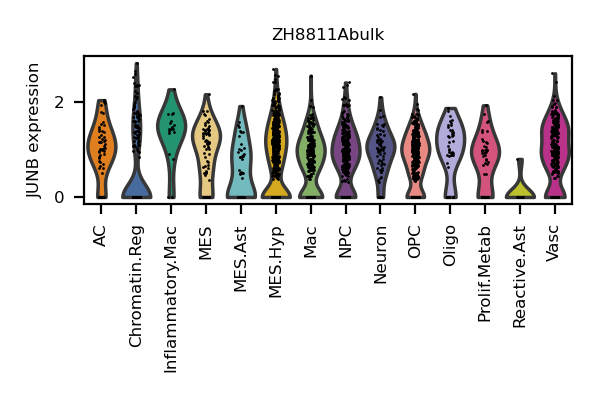 ZH8811Abulk
JUNB expression
2
0
AC
Chromatin.Reg
Inflammatory.Mac
MES
MES.Ast
MES.Hyp
Mac
NPC
Neuron
OPC
Oligo
Prolif.Metab
Reactive.Ast
Vasc